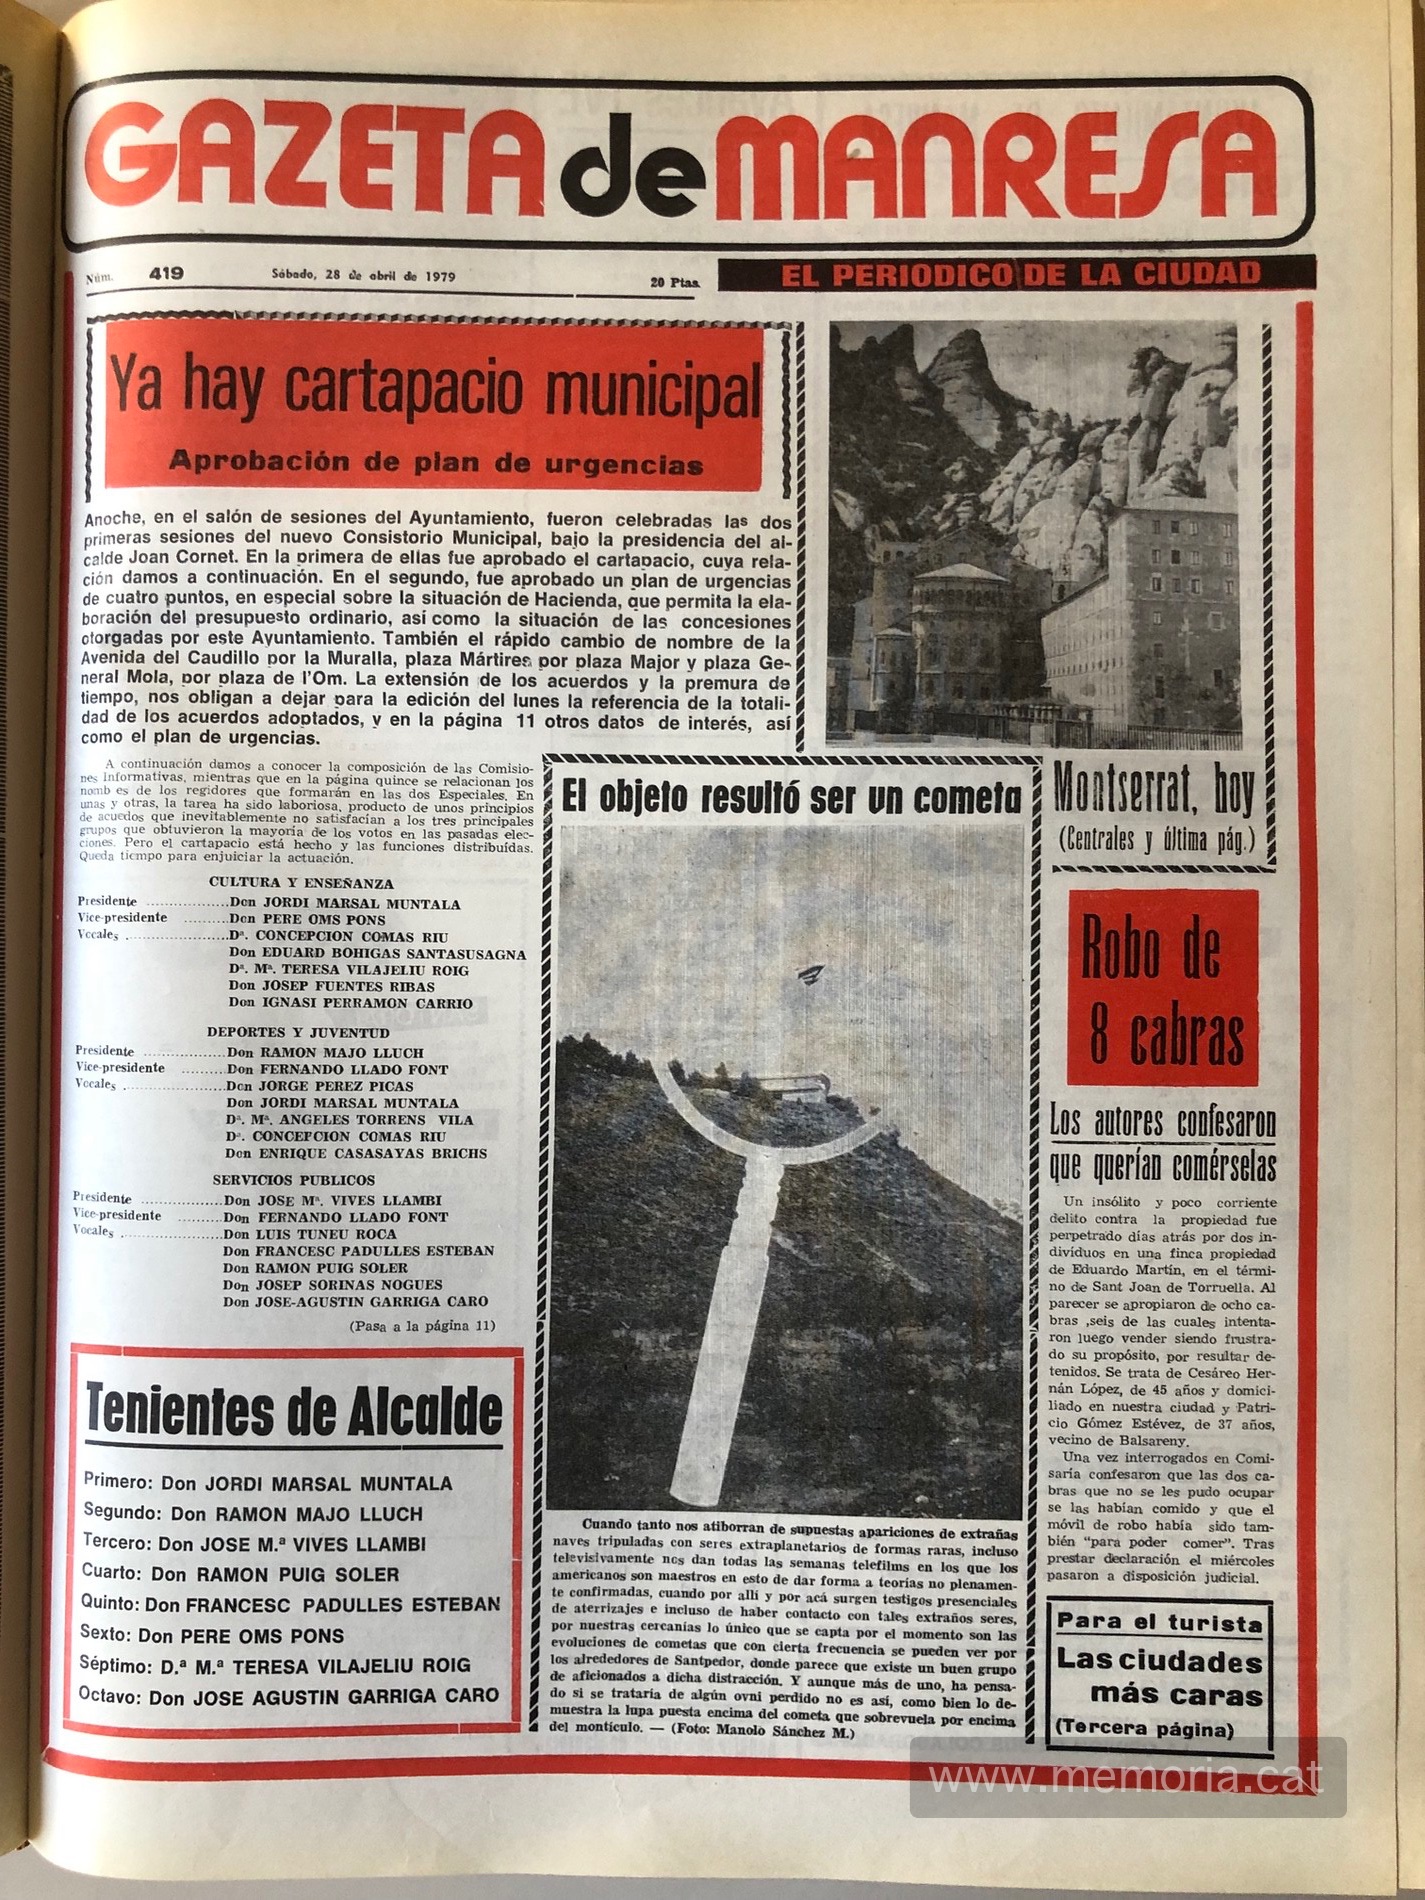 GAZETA de MANRESA
Núm. 419
Sábado, 28 de abril de 1979
20 Ptas.
EL PERIODICO DE LA CIUDAD
Ya hay cartapacio municipal
Aprobación de plan de urgencias
Anoche, en el salón de sesiones del Ayuntamiento, fueron celebradas las dos
primeras sesiones del nuevo Consistorio Municipal, bajo la presidencia del al-
calde Joan Cornet. En la primera de ellas fue aprobado el cartapacio, cuya rela-
ción damos a continuación. En el segundo, fue aprobado un plan de urgencias
de cuatro puntos, en especial sobre la situación de Hacienda, que permita la ela-
boración del presupuesto ordinario, así como la situación de las concesiones
otorgadas por este Ayuntamiento. También el rápido cambio de nombre de la
Avenida del Caudillo por la Muralla, plaza Mártires por plaza Major y plaza Ge-
neral Mola, por plaza de l'Om. La extensión de los acuerdos y la premura de
tiempo, nos obligan a dejar para la edición del lunes la referencia de la totali-
dad de los acuerdos adoptados, y en la página 11 otros datos de interés, así
como el plan de urgencias.
A continuación damos a conocer la composición de las Comisio-
nes Informativas, mientras que en la página quince se relacionan los
nomb es de los regidores que formarán en las dos Especiales. En
unas y otras, la tarea ha sido laboriosa, producto de unos principios
de acuedos que inevitablemente no satisfacían a los tres principales
grupos que obtuvieron la mayoría de los votos en las pasadas elec-
ciones. Pero el cartapacio está hecho y las funciones distribuídas.
Queda tiempo para enjuiciar la actuación.
CULTURA Y ENSEÑANZA
Presidente ................Don JORDI MARSAL MUNTALA
Vice-presidente .........Don PERE OMS PONS
Vocales .....................Dª. CONCEPCION COMAS RIU
Don EDUARD BOHIGAS SANTASUSAGNA
Dª. Mª. TERESA VILAJELIU ROIG
Don JOSEP FUENTES RIBAS
Don IGNASI PERRAMON CARRIO
DEPORTES Y JUVENTUD
Presidente ................Don RAMON MAJO LLUCH
Vice-presidente .........Don FERNANDO LLADO FONT
Vocales .....................Don JORGE PEREZ PICAS
Don JORDI MARSAL MUNTALA
Dª. Mª. ANGELES TORRENS VILA
Dª. CONCEPCION COMAS RIU
Don ENRIQUE CASASAYAS BRICHS
SERVICIOS PUBLICOS
Presidente ................Don JOSE Mª. VIVES LLAMBI
Vice-presidente .........Don FERNANDO LLADO FONT
Vocales .....................Don LUIS TUNEU ROCA
Don FRANCESC PADULLES ESTEBAN
Don RAMON PUIG SOLER
Don JOSEP SORINAS NOGUES
Don JOSE-AGUSTIN GARRIGA CARO
(Pasa a la página 11)
Tenientes de Alcalde
Primero: Don JORDI MARSAL MUNTALA
Segundo: Don RAMON MAJO LLUCH
Tercero: Don JOSE M.ª VIVES LLAMBI
Cuarto: Don RAMON PUIG SOLER
Quinto: Don FRANCESC PADULLES ESTEBAN
Sexto: Don PERE OMS PONS
Séptimo: D.ª M.ª TERESA VILAJELIU ROIG
Octavo: Don JOSE AGUSTIN GARRIGA CARO
El objeto resultó ser un cometa
Cuando tanto nos atiborran de supuestas apariciones de extrañas
naves tripuladas con seres extraplanetarios de formas raras, incluso
televisivamente nos dan todas las semanas telefilms en los que los
americanos son maestros en esto de dar forma a teorías no plenamen-
te confirmadas, cuando por allí y por acá surgen testigos presenciales
de aterrizajes e incluso de haber contacto con tales extraños seres,
por nuestras cercanías lo único que se capta por el momento son las
evoluciones de cometas que con cierta frecuencia se pueden ver por
los alrededores de Santpedor, donde parece que existe un buen grupo
de aficionados a dicha distracción. Y aunque más de uno, ha pensa-
do si se trataría de algún ovni perdido no es así, como bien lo de-
muestra la lupa puesta encima del cometa que sobrevuela por encima
del montículo. — (Foto: Manolo Sánchez M.)
Montserrat, hoy
(Centrales y última pág.)
Robo de
8 cabras
Los autores confesaron
que querían comérselas
Un insólito y poco corriente
delito contra la propiedad fue
perpetrado días atrás por dos in-
dividuos en una finca propiedad
de Eduardo Martín, en el térmi-
no de Sant Joan de Torruella. Al
parecer se apropiaron de ocho ca-
bras ,seis de las cuales intenta-
ron luego vender siendo frustra-
do su propósito, por resultar de-
tenidos. Se trata de Cesáreo Her-
nán López, de 45 años y domici-
liado en nuestra ciudad y Patri-
cio Gómez Estévez, de 37 años,
vecino de Balsareny.
Una vez interrogados en Comi-
saría confesaron que las dos ca-
bras que no se les pudo ocupar
se las habían comido y que el
móvil de robo había sido tam-
bién "para poder comer". Tras
prestar declaración el miércoles
pasaron a disposición judicial.
Para el turista
Las ciudades
más caras
(Tercera página)
www.memoria.cat